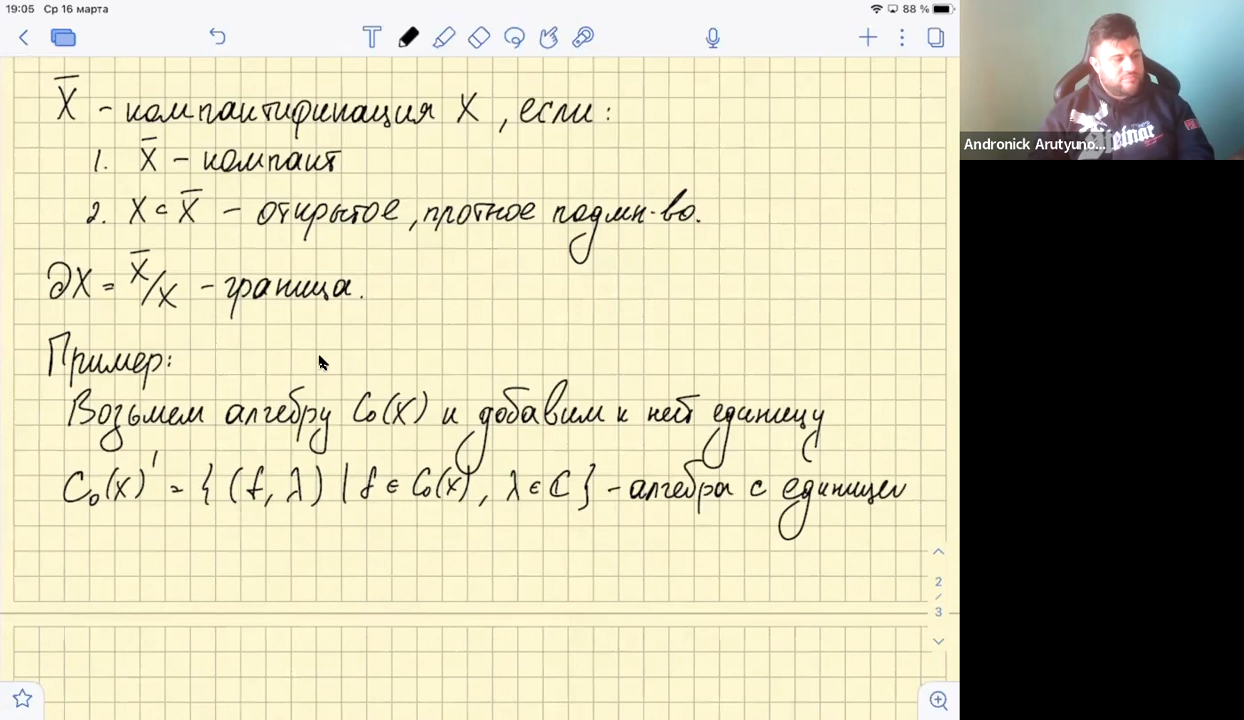 19:05 Ср 16 марта
88 %
X̅ - компактификация X, если:
1. X̅ - компакт
2. X ⊂ X̅ - открытое, плотное подмн-во.
∂X = X̅/X - граница.
Пример:
Возьмем алгебру C₀(X) и добавим к ней единицу
C₀(X)' = { (f, λ) | f ∈ C₀(X), λ ∈ C } - алгебра с единицей
2
/
3
Andronick Arutyuno...